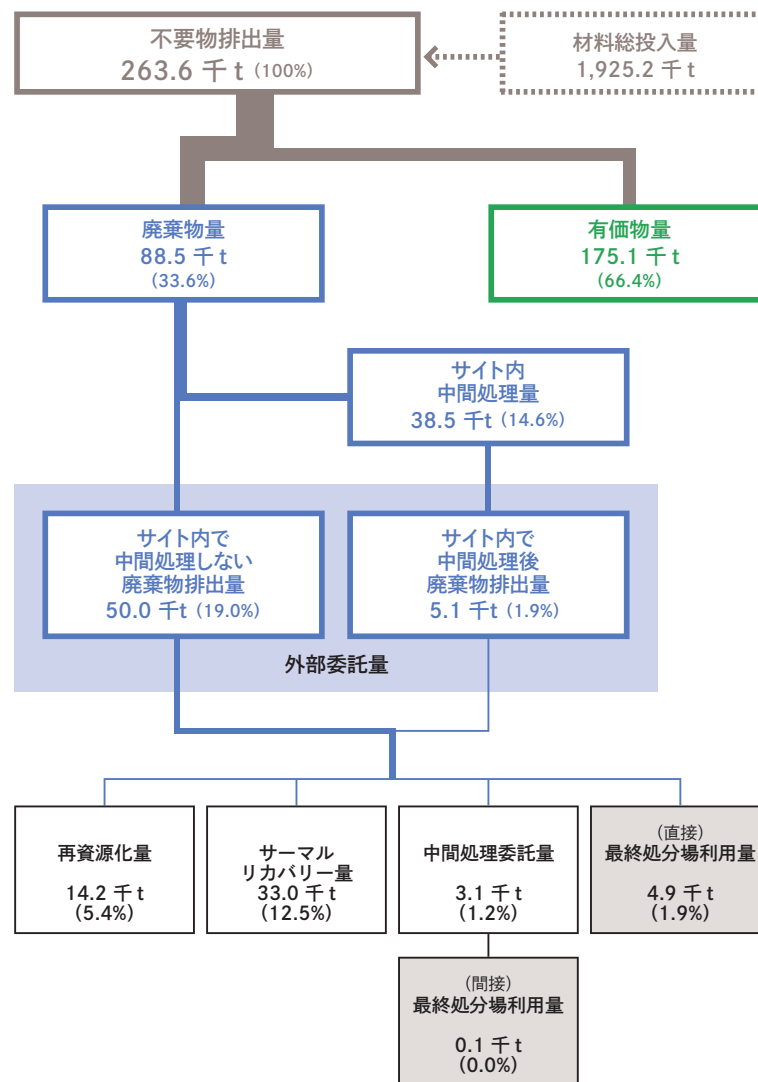 不要物排出量
263.6 千 t (100%)
材料総投入量
1,925.2 千 t
廃棄物量
88.5 千 t
(33.6%)
有価物量
175.1 千 t
(66.4%)
サイト内
中間処理量
38.5 千t (14.6%)
サイト内で
中間処理しない
廃棄物排出量
50.0 千t (19.0%)
サイト内で
中間処理後
廃棄物排出量
5.1 千t (1.9%)
外部委託量
再資源化量
14.2 千 t
(5.4%)
サーマル
リカバリー量
33.0 千 t
(12.5%)
中間処理委託量
3.1 千 t
(1.2%)
(直接)
最終処分場利用量
4.9 千 t
(1.9%)
(間接)
最終処分場利用量
0.1 千 t
(0.0%)